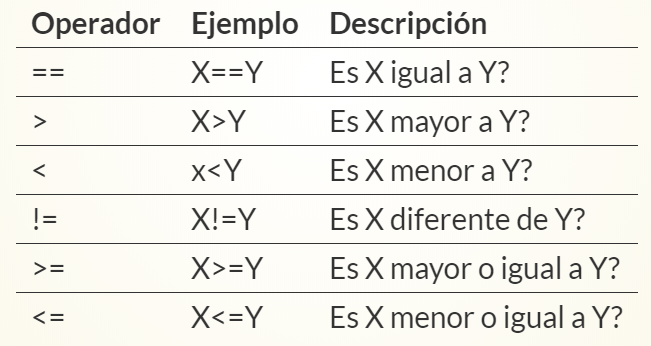 Operador Ejemplo Descripción
== X==Y Es X igual a Y?
> X>Y Es X mayor a Y?
< x<Y Es X menor a Y?
!= X!=Y Es X diferente de Y?
>= X>=Y Es X mayor o igual a Y?
<= X<=Y Es X menor o igual a Y?